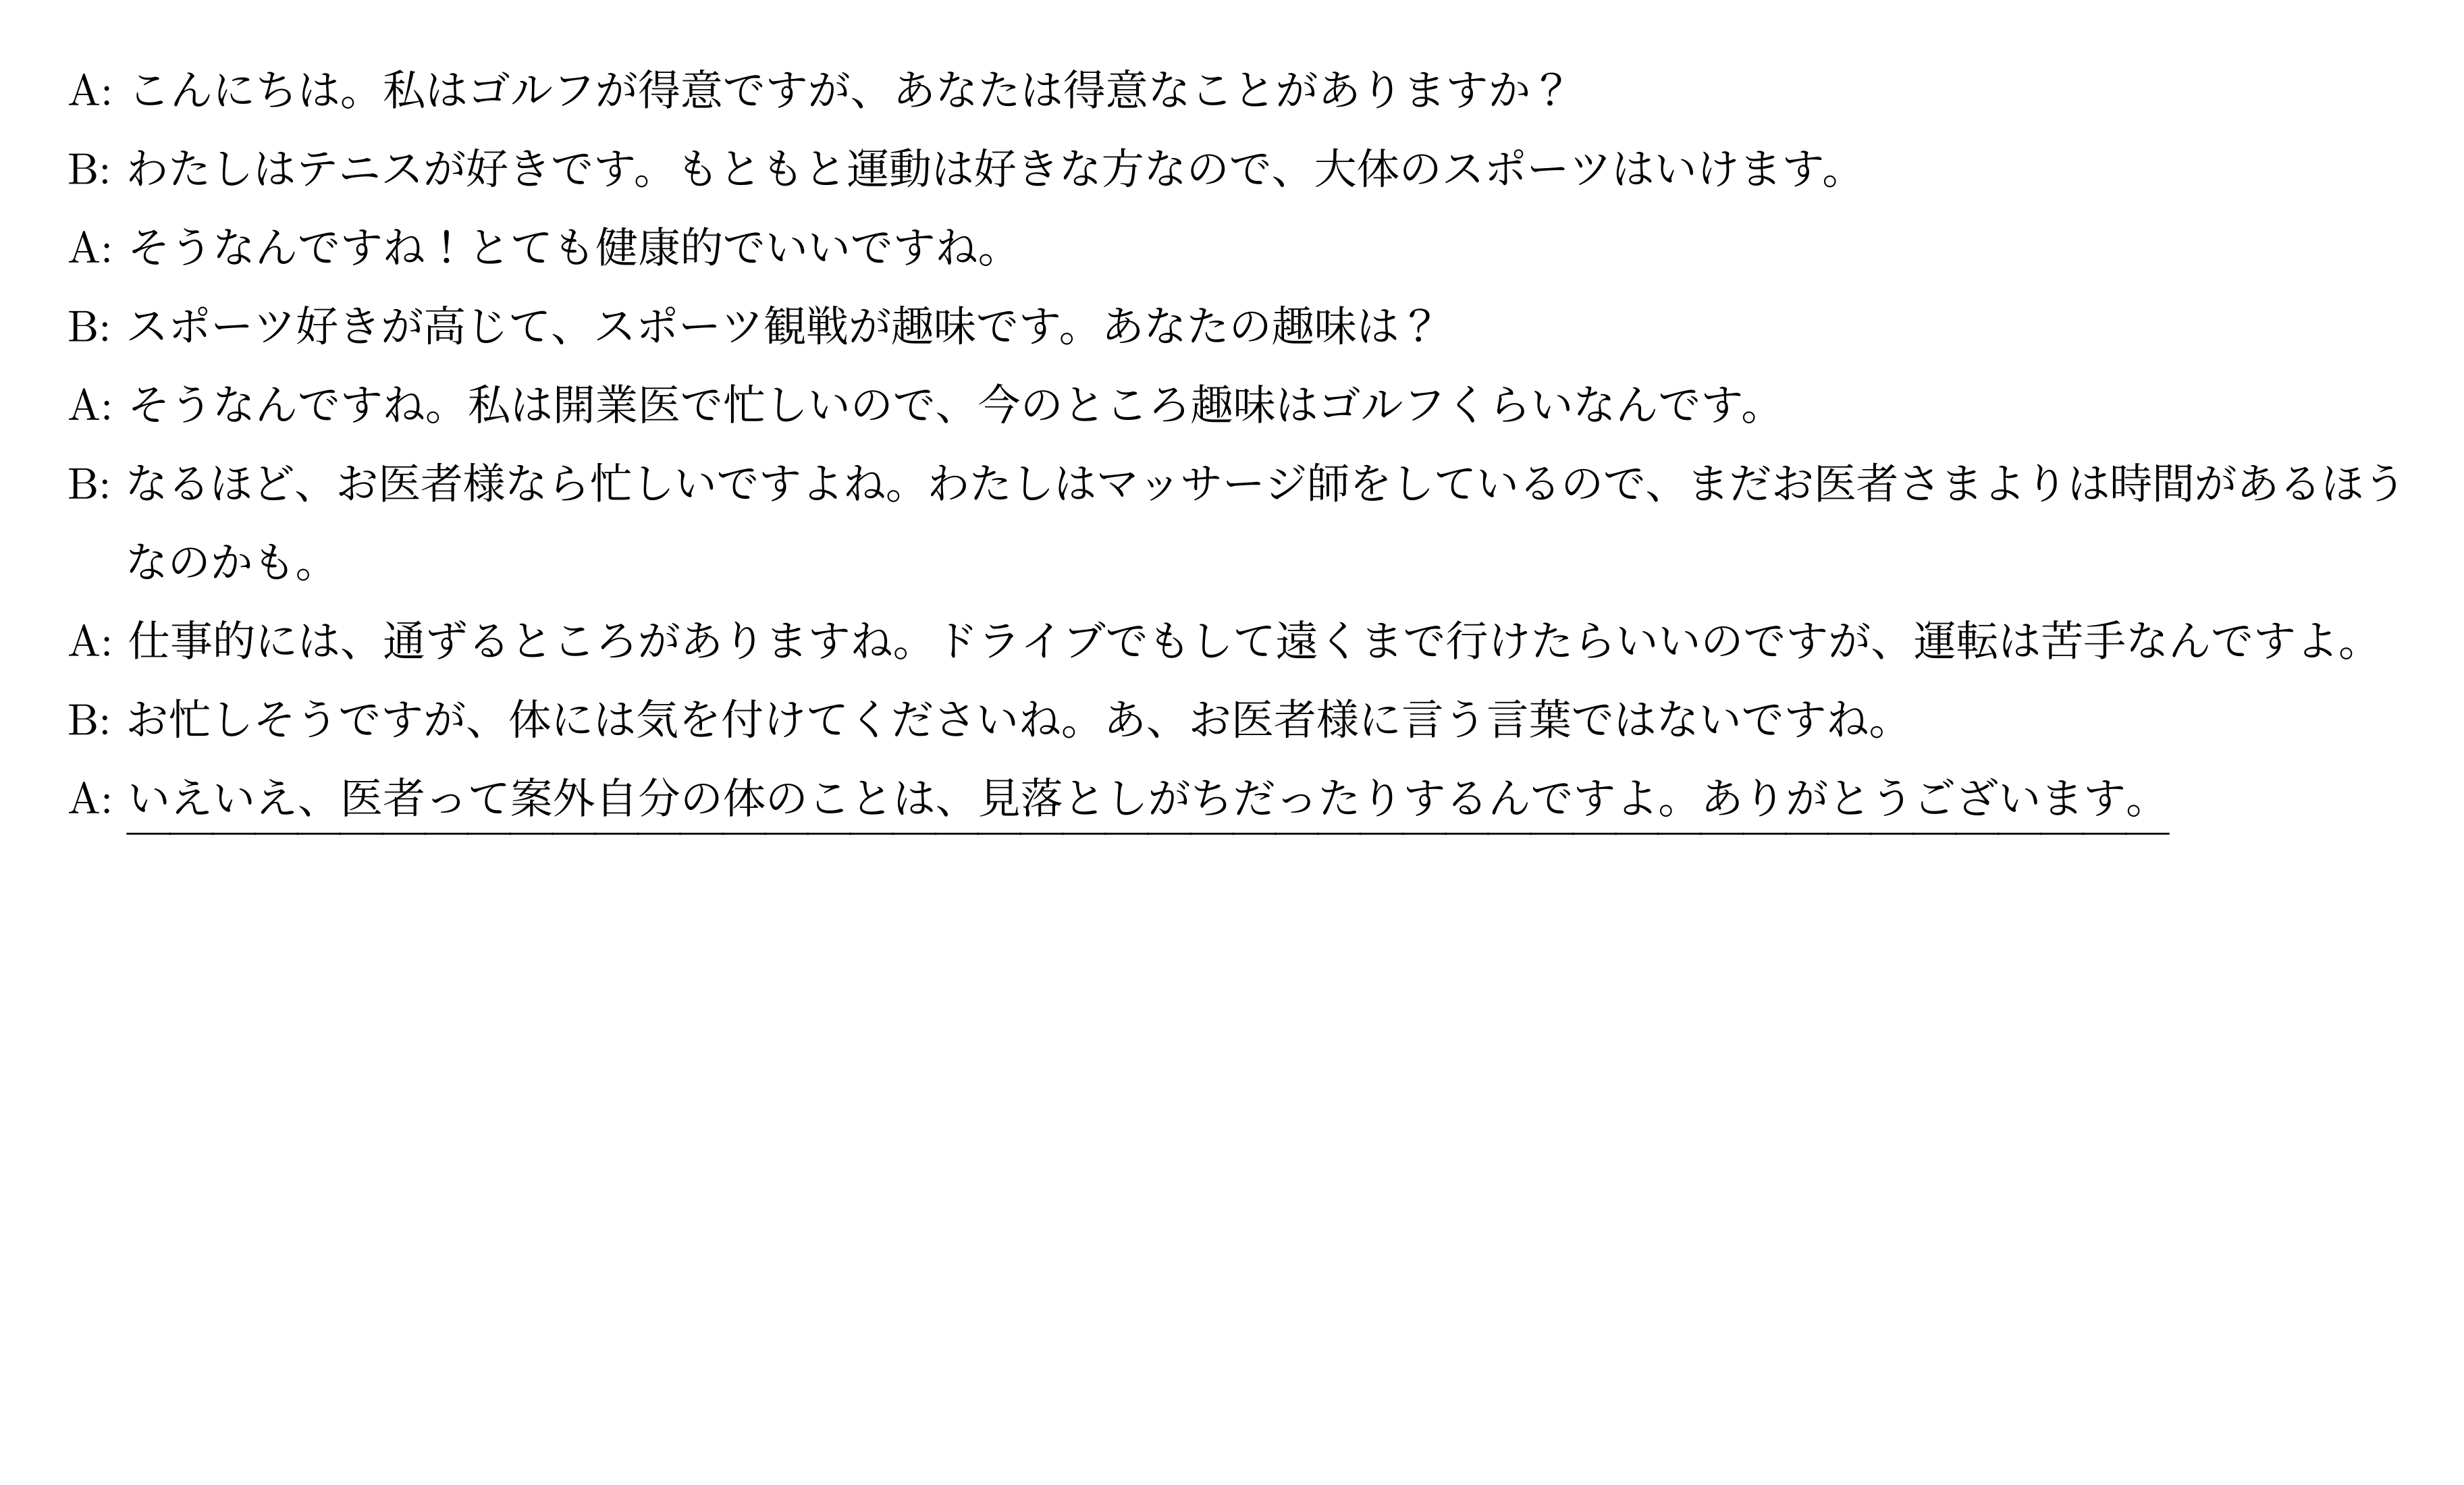 A: こんにちは。私はゴルフが得意ですが、あなたは得意なことがありますか？
B: わたしはテニスが好きです。もともと運動は好きな方なので、大体のスポーツはいけます。
A: そうなんですね！とても健康的でいいですね。
B: スポーツ好きが高じて、スポーツ観戦が趣味です。あなたの趣味は？
A: そうなんですね。私は開業医で忙しいので、今のところ趣味はゴルフくらいなんです。
B: なるほど、お医者様なら忙しいですよね。わたしはマッサージ師をしているので、まだお医者さまよりは時間があるほう
なのかも。
A: 仕事的には、通ずるところがありますね。ドライブでもして遠くまで行けたらいいのですが、運転は苦手なんですよ。
B: お忙しそうですが、体には気を付けてくださいね。あ、お医者様に言う言葉ではないですね。
A: いえいえ、医者って案外自分の体のことは、見落としがちだったりするんですよ。ありがとうございます。